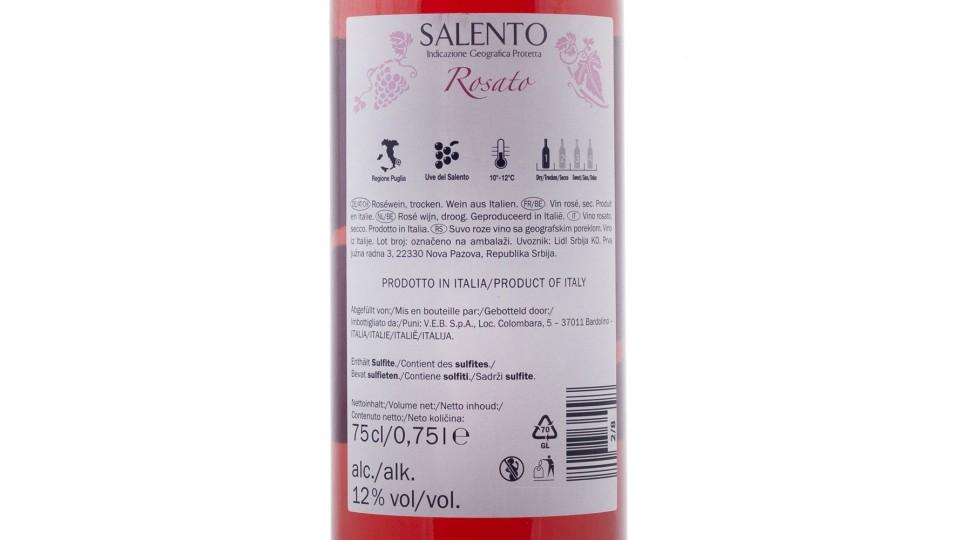 SALENTO
Indicazione Geografica Protetta
Rosato
Regione Puglia
Uve del Salento
10°-12°C
1 2 3 4
Dry/Trocken/Secco
DE/AT/CH Roséwein, trocken. Wein aus Italien. FR/BE Vin rosé, sec. Produit
en Italie. NL/BE Rosé wijn, droog. Geproduceerd in Italië. IT Vino rosato,
secco. Prodotto in Italia. RS Suvo roze vino sa geografskim poreklom. Vino
iz Italije. Lot broj: označeno na ambalaži. Uvoznik: Lidl Srbija KD, Prva
južna radna 3, 22330 Nova Pazova, Republika Srbija.
PRODOTTO IN ITALIA/PRODUCT OF ITALY
Abgefüllt von:/Mis en bouteille par:/Gebotteld door:/
Imbottigliato da:/Puni: V.E.B. S.p.A., Loc. Colombara, 5 – 37011 Bardolino -
ITALIA/ITALIE/ITALIË/ITALIJA.
Enthält Sulfite./Contient des sulfites./
Bevat sulfieten./Contiene solfiti./Sadrži sulfite.
Nettoinhalt:/Volume net:/Netto inhoud:/
Contenuto netto:/Neto količina:
75cl/0,75l e
alc./alk.
12% vol/vol.
70
GL
2/8